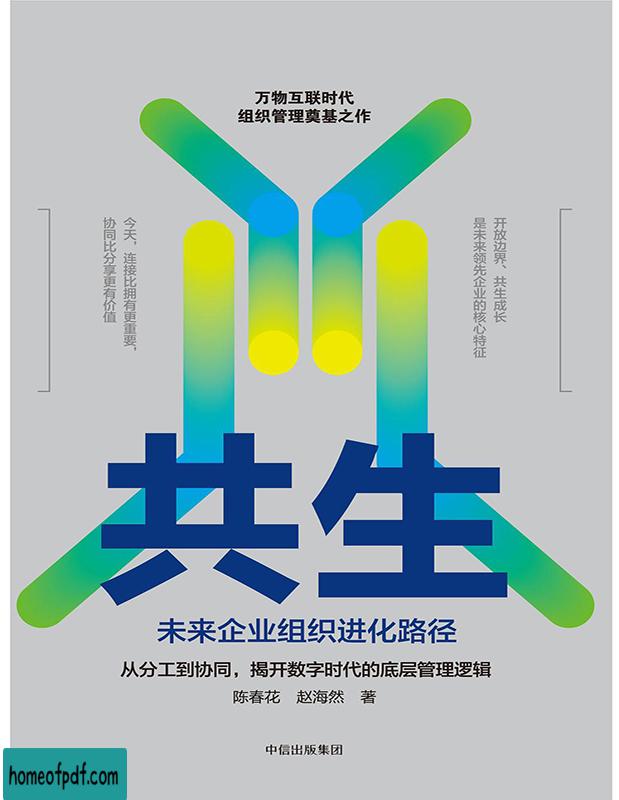 万物互联时代
组织管理奠基之作
开放边界、共生成长
是未来领先企业的核心特征
今天，连接比拥有更重要，
协同比分享更有价值
共生
未来企业组织进化路径
从分工到协同，揭开数字时代的底层管理逻辑
陈春花 赵海然 著
中信出版集团
homeofpdf.com